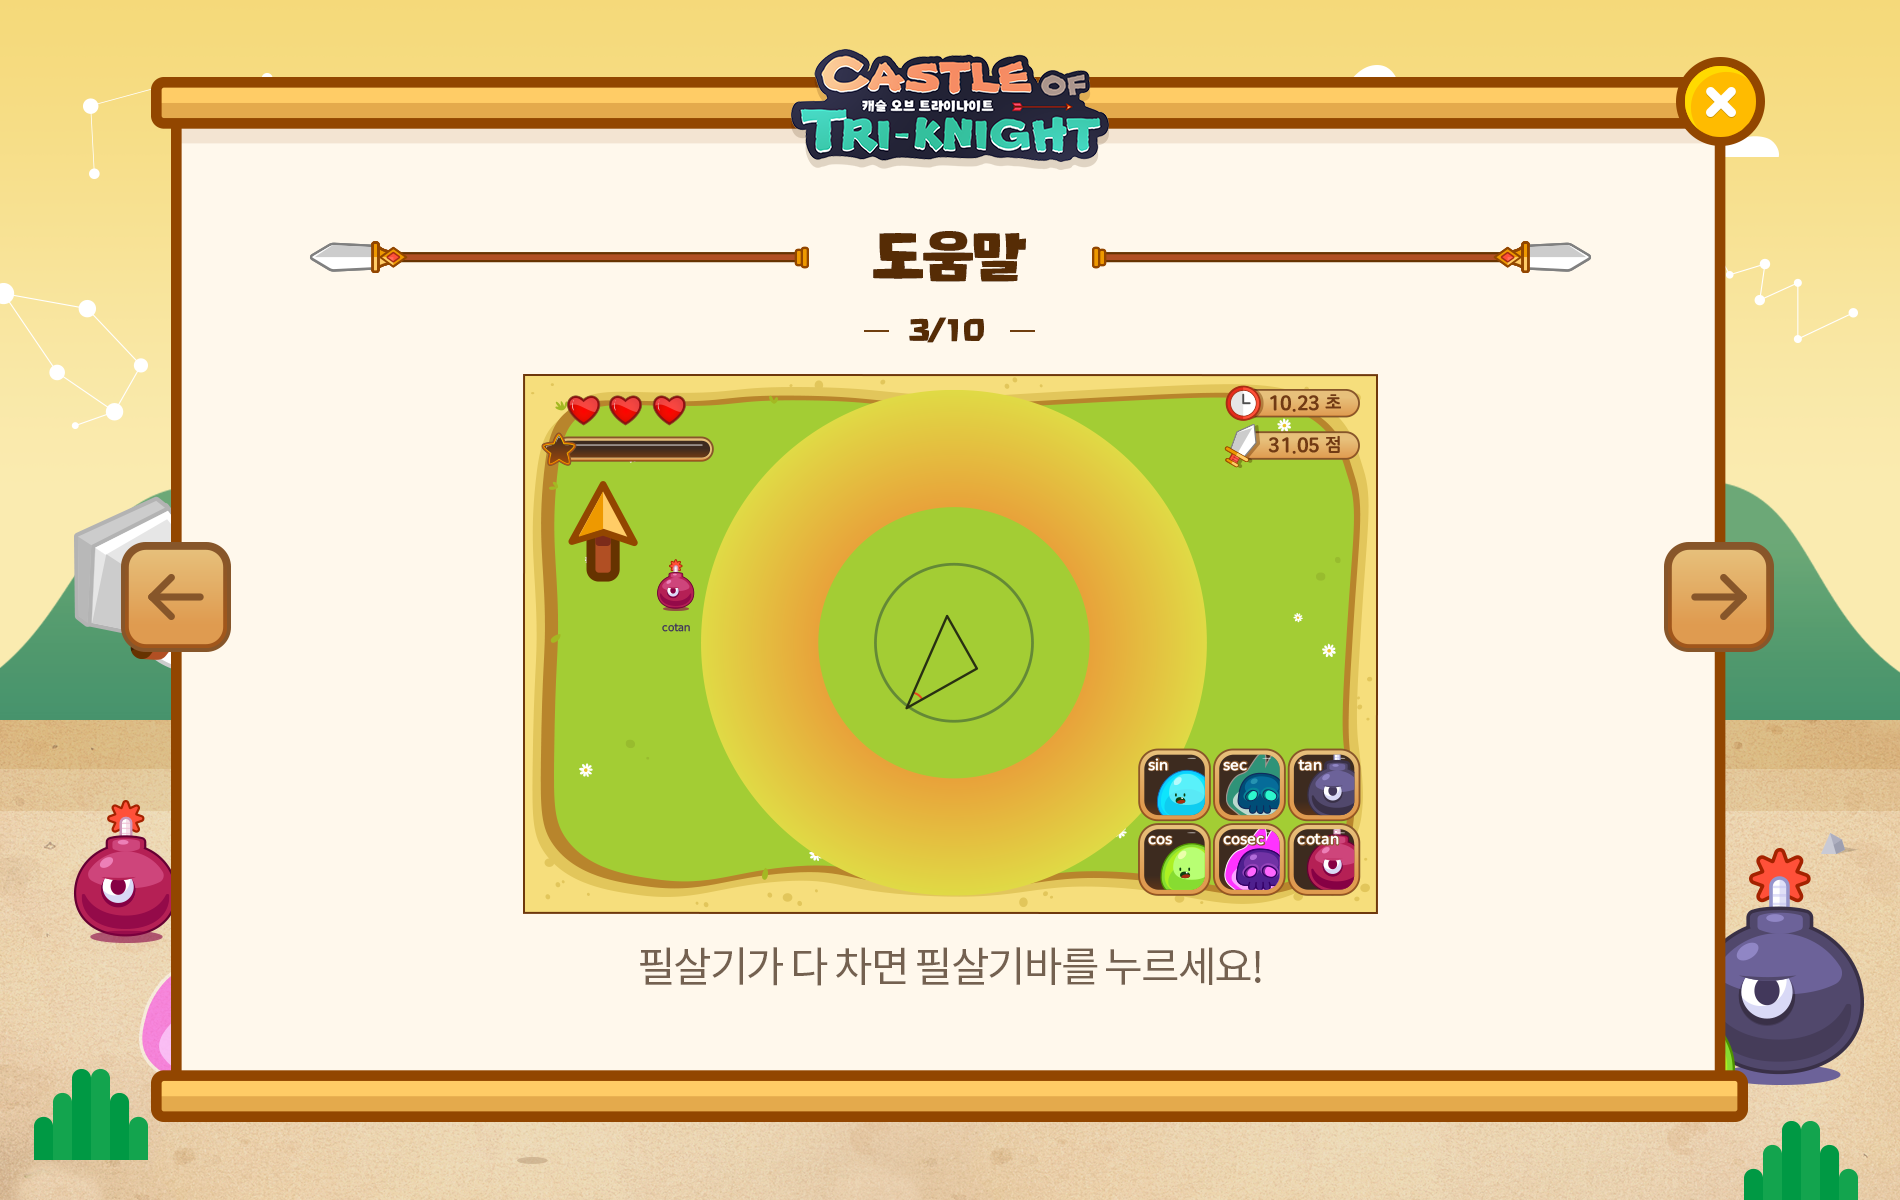 CASTLE OF
캐슬 오브 트라이나이트
TRI-KNIGHT
도움말
3/10
10.23 초
31.05 점
cotan
sin
sec
tan
cos
cosec
cotan
필살기가 다 차면 필살기바를 누르세요!